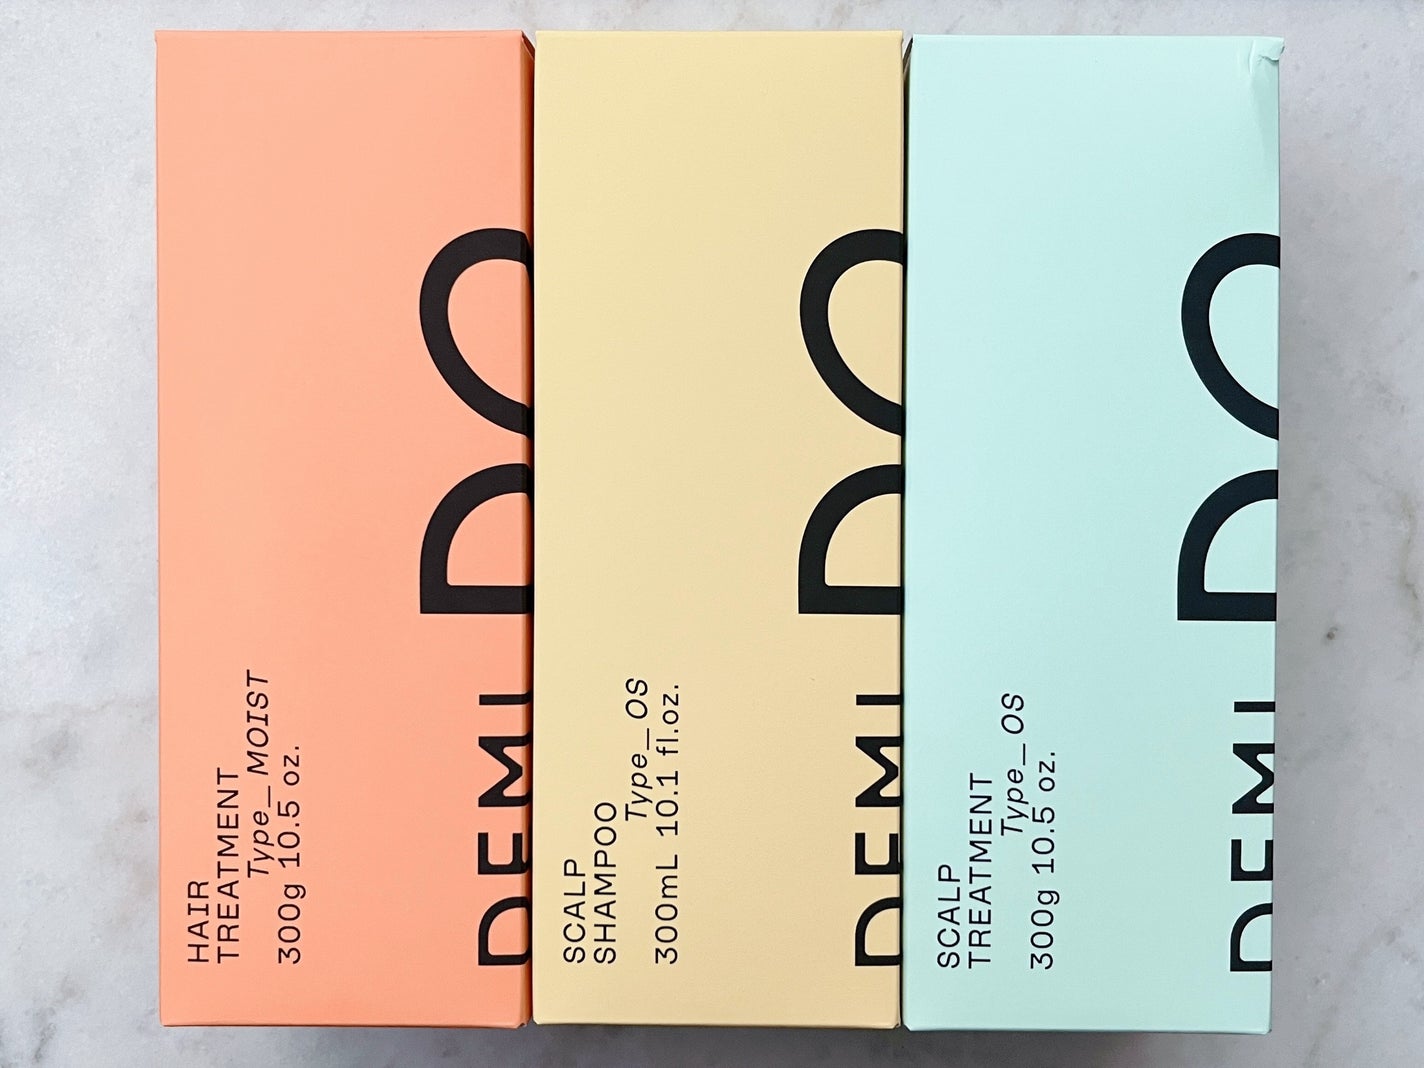 HAIR
TREATMENT
Type_MOIST
300g 10.5 oz.
DEMI DO
SCALP
SHAMPOO
Type_OS
300mL 10.1 fl.oz.
DEMI DO
SCALP
TREATMENT
Type_OS
300g 10.5 oz.
DEMI DO